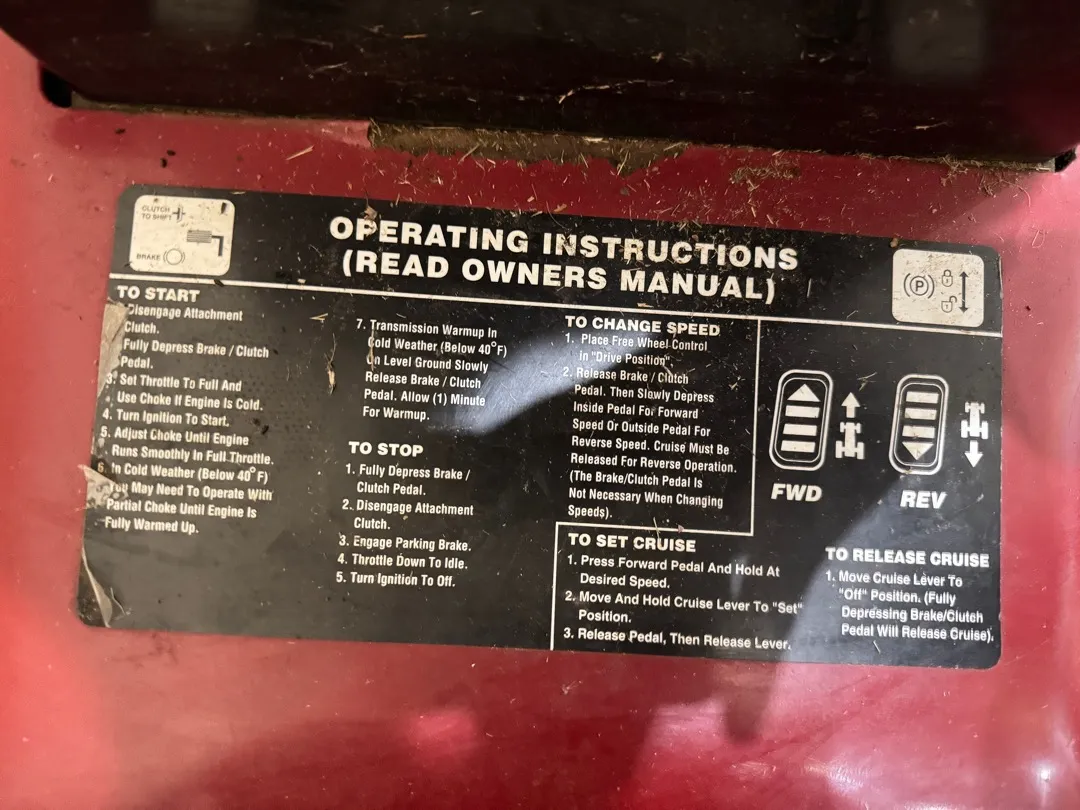 CLUTCH
TO SHIFT
BRAKE
OPERATING INSTRUCTIONS
(READ OWNERS MANUAL)
P
TO START
Disengage Attachment
Clutch.
Fully Depress Brake / Clutch
Pedal.
3. Set Throttle To Full And
Use Choke If Engine Is Cold.
4. Turn Ignition To Start.
5. Adjust Choke Until Engine
Runs Smoothly In Full Throttle.
6. In Cold Weather (Below 40°F)
You May Need To Operate With
Partial Choke Until Engine Is
Fully Warmed Up.
7. Transmission Warmup In
Cold Weather (Below 40°F)
On Level Ground Slowly
Release Brake / Clutch
Pedal. Allow (1) Minute
For Warmup.
TO STOP
1. Fully Depress Brake /
Clutch Pedal.
2. Disengage Attachment
Clutch.
3. Engage Parking Brake.
4. Throttle Down To Idle.
5. Turn Ignition To Off.
TO CHANGE SPEED
1. Place Free Wheel Control
In "Drive Position".
2. Release Brake / Clutch
Pedal. Then Slowly Depress
Inside Pedal For Forward
Speed Or Outside Pedal For
Reverse Speed. Cruise Must Be
Released For Reverse Operation.
(The Brake/Clutch Pedal Is
Not Necessary When Changing
Speeds).
FWD
REV
TO SET CRUISE
1. Press Forward Pedal And Hold At
Desired Speed.
2. Move And Hold Cruise Lever To "Set"
Position.
3. Release Pedal, Then Release Lever.
TO RELEASE CRUISE
1. Move Cruise Lever To
"Off" Position. (Fully
Depressing Brake/Clutch
Pedal Will Release Cruise).